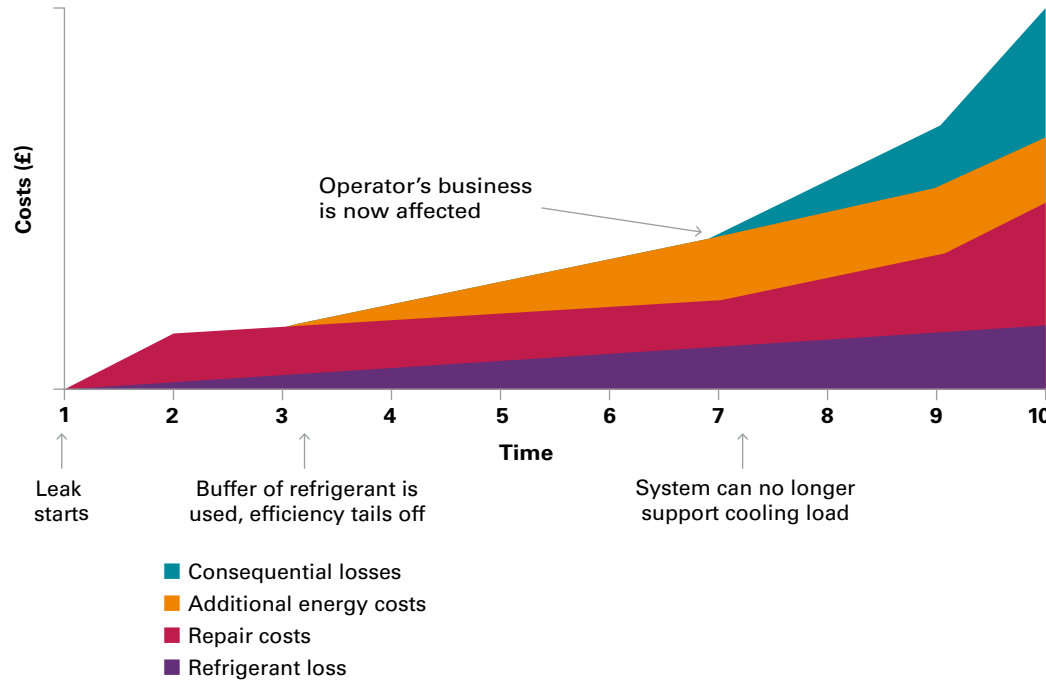 Costs (£)
Operator's business
is now affected
1 2 3 4 5 6 7 8 9 10
Time
Leak
starts
Buffer of refrigerant is
used, efficiency tails off
System can no longer
support cooling load
Consequential losses
Additional energy costs
Repair costs
Refrigerant loss